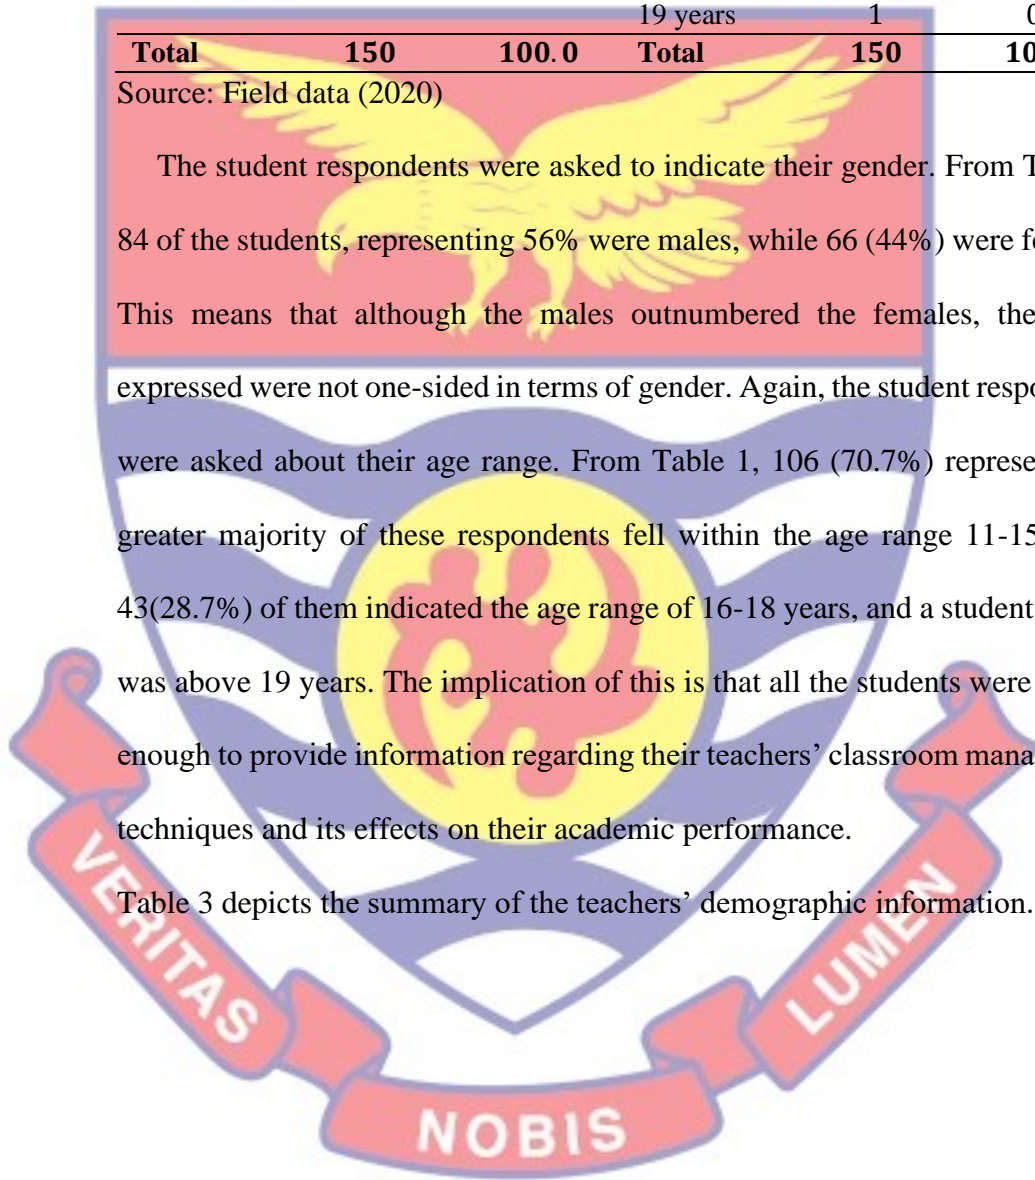 19 years 1 0
Total 150 100.0 Total 150 10
Source: Field data (2020)
The student respondents were asked to indicate their gender. From T
84 of the students, representing 56% were males, while 66 (44%) were fe
This means that although the males outnumbered the females, the
expressed were not one-sided in terms of gender. Again, the student respo
were asked about their age range. From Table 1, 106 (70.7%) represe
greater majority of these respondents fell within the age range 11-15
43(28.7%) of them indicated the age range of 16-18 years, and a student
was above 19 years. The implication of this is that all the students were
enough to provide information regarding their teachers’ classroom mana
techniques and its effects on their academic performance.
Table 3 depicts the summary of the teachers’ demographic information.
VERITAS
NOBIS
LUMEN